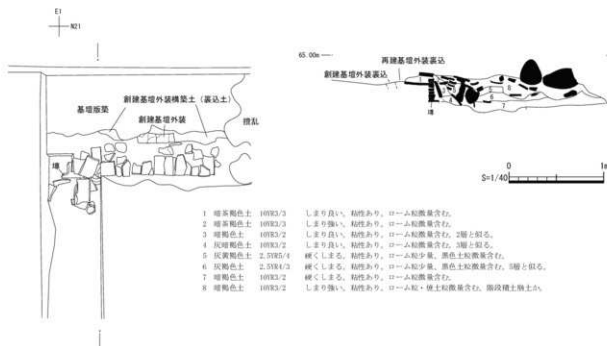 E1
N21
創建基壇外装構築土（裏込土）
基壇版築
創建基壇外装
攪乱
塼
65.00m
再建基壇外装裏込
創建基壇外装裏込
塼
0 1m
S=1/40
1 暗茶褐色土 10YR3/3 しまり良い。粘性あり。ローム粒微量含む。
2 暗茶褐色土 10YR3/3 しまり強い。粘性あり。ローム粒微量含む。
3 暗褐色土 10YR3/2 しまり良い。粘性あり。ローム粒微量含む。2層と似る。
4 灰暗褐色土 10YR3/2 しまり良い。粘性あり。ローム粒微量含む。3層と似る。
5 灰黄褐色土 2.5YR5/4 硬くしまる。粘性あり。ローム粒少量、黒色土粒微量含む。
6 灰褐色土 2.5YR4/3 硬くしまる。粘性あり。ローム粒少量、黒色土粒微量含む。5層と似る。
7 暗褐色土 10YR3/2 硬くしまる。粘性あり。ローム粒微量含む。
8 暗褐色土 10YR3/2 しまり強い。粘性あり。ローム粒・焼土粒微量含む。階段積土崩土か。